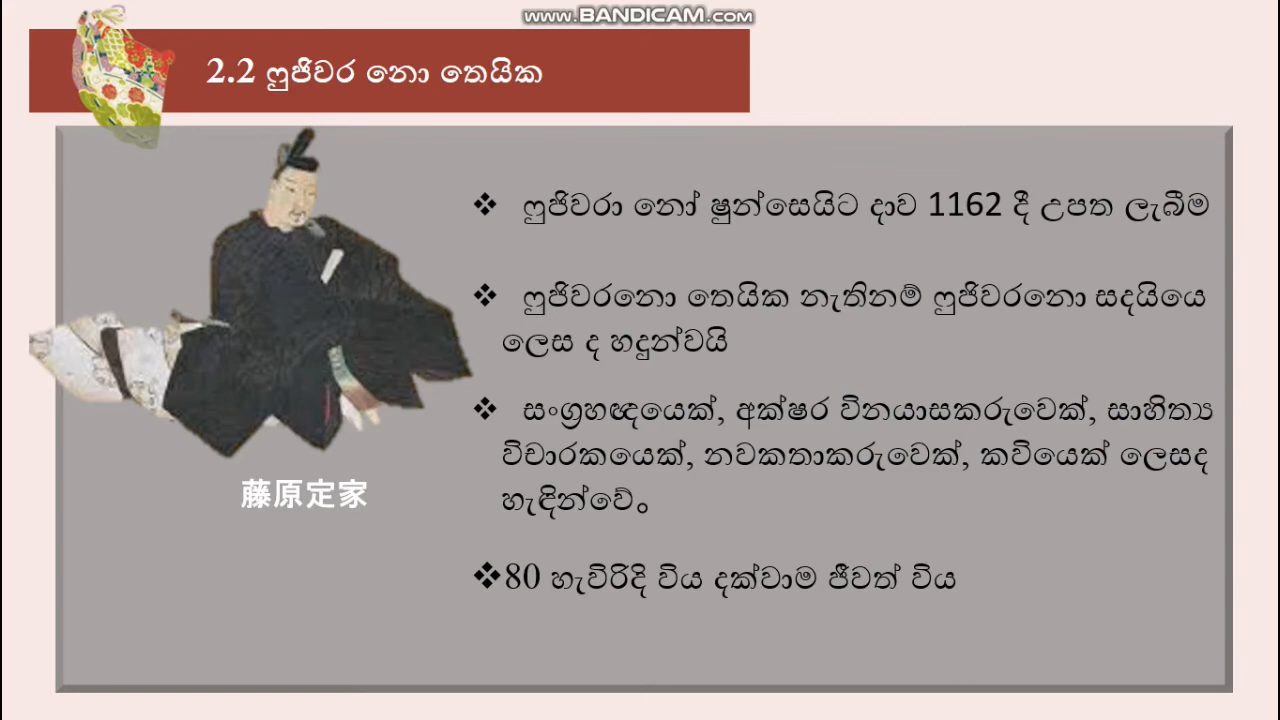 www.BANDICAM.com
2.2 ෆුජිවර නො තෙයික
❖ ෆුජිවරා නෝ ෂුන්සෙයිට දාව 1162 දී උපත ලැබීම
❖ ෆුජිවරනො තෙයික නැතිනම් ෆුජිවරනො සදයියෙ
ලෙස ද හදුන්වයි
❖ සංග්‍රහඥයෙක්, අක්ෂර විනයාසකරුවෙක්, සාහිත්‍ය
විචාරකයෙක්, නවකතාකරුවෙක්, කවියෙක් ලෙසද
හැඳින්වේ.
❖80 හැවිරිදි විය දක්වාම ජීවත් විය
藤原定家